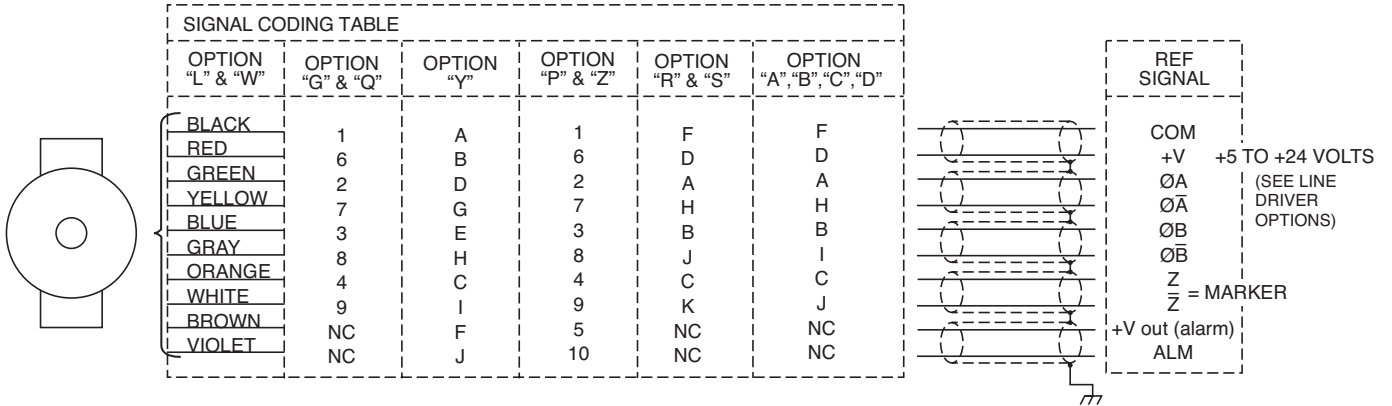 SIGNAL CODING TABLE
OPTION “L” & “W” OPTION “G” & “Q” OPTION “Y” OPTION “P” & “Z” OPTION “R” & “S” OPTION “A”,“B”,“C”,“D” REF SIGNAL
BLACK 1 A 1 F F COM
RED 6 B 6 D D +V +5 TO +24 VOLTS
GREEN 2 D 2 A A ØA (SEE LINE
YELLOW 7 G 7 H H ØA̅ DRIVER
BLUE 3 E 3 B B ØB OPTIONS)
GRAY 8 H 8 J I ØB̅
ORANGE 4 C 4 C C Z
WHITE 9 I 9 K J Z̅ = MARKER
BROWN NC F 5 NC NC +V out (alarm)
VIOLET NC J 10 NC NC ALM